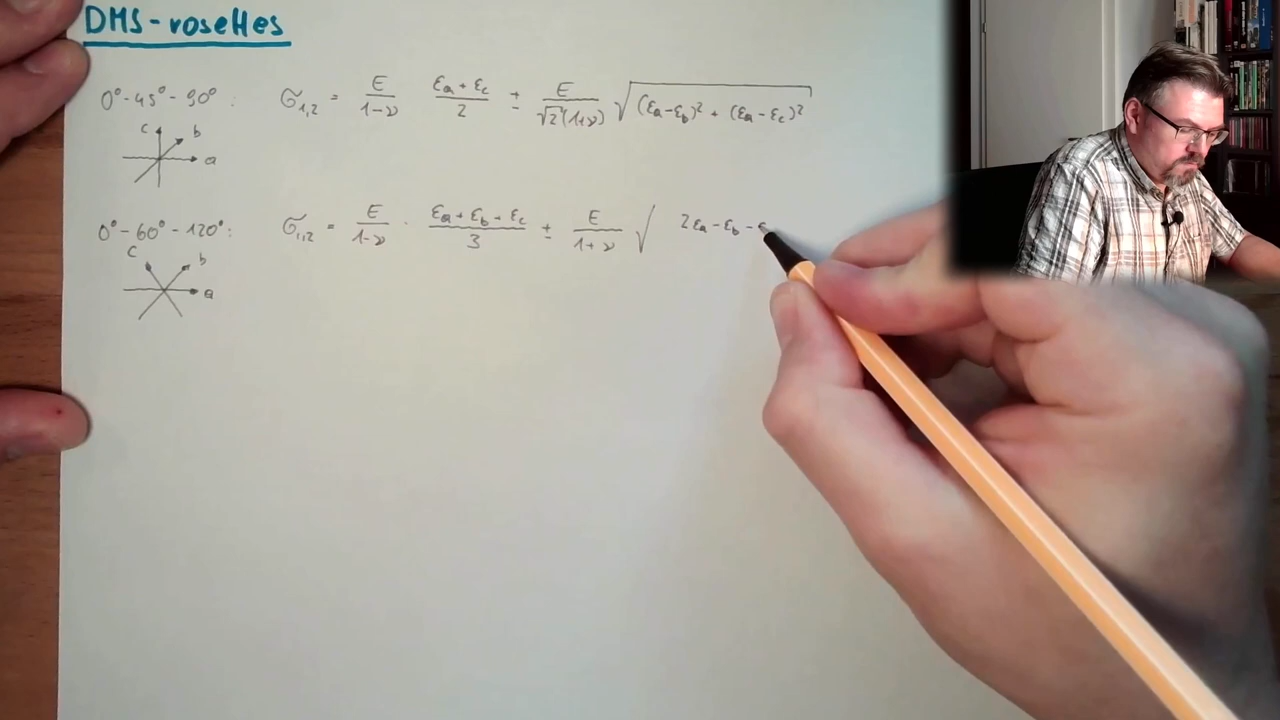 DMS-rosettes
0°-45°-90° : σ1,2 = E/(1-ν) (εa + εc)/2 ± E/(√2(1+ν)) √((εa-εb)² + (εa-εc)²)
c b
a
0°-60°-120° : σ1,2 = E/(1-ν) · (εa + εb + εc)/3 ± E/(1+ν) √ 2εa - εb - ε
c b
a